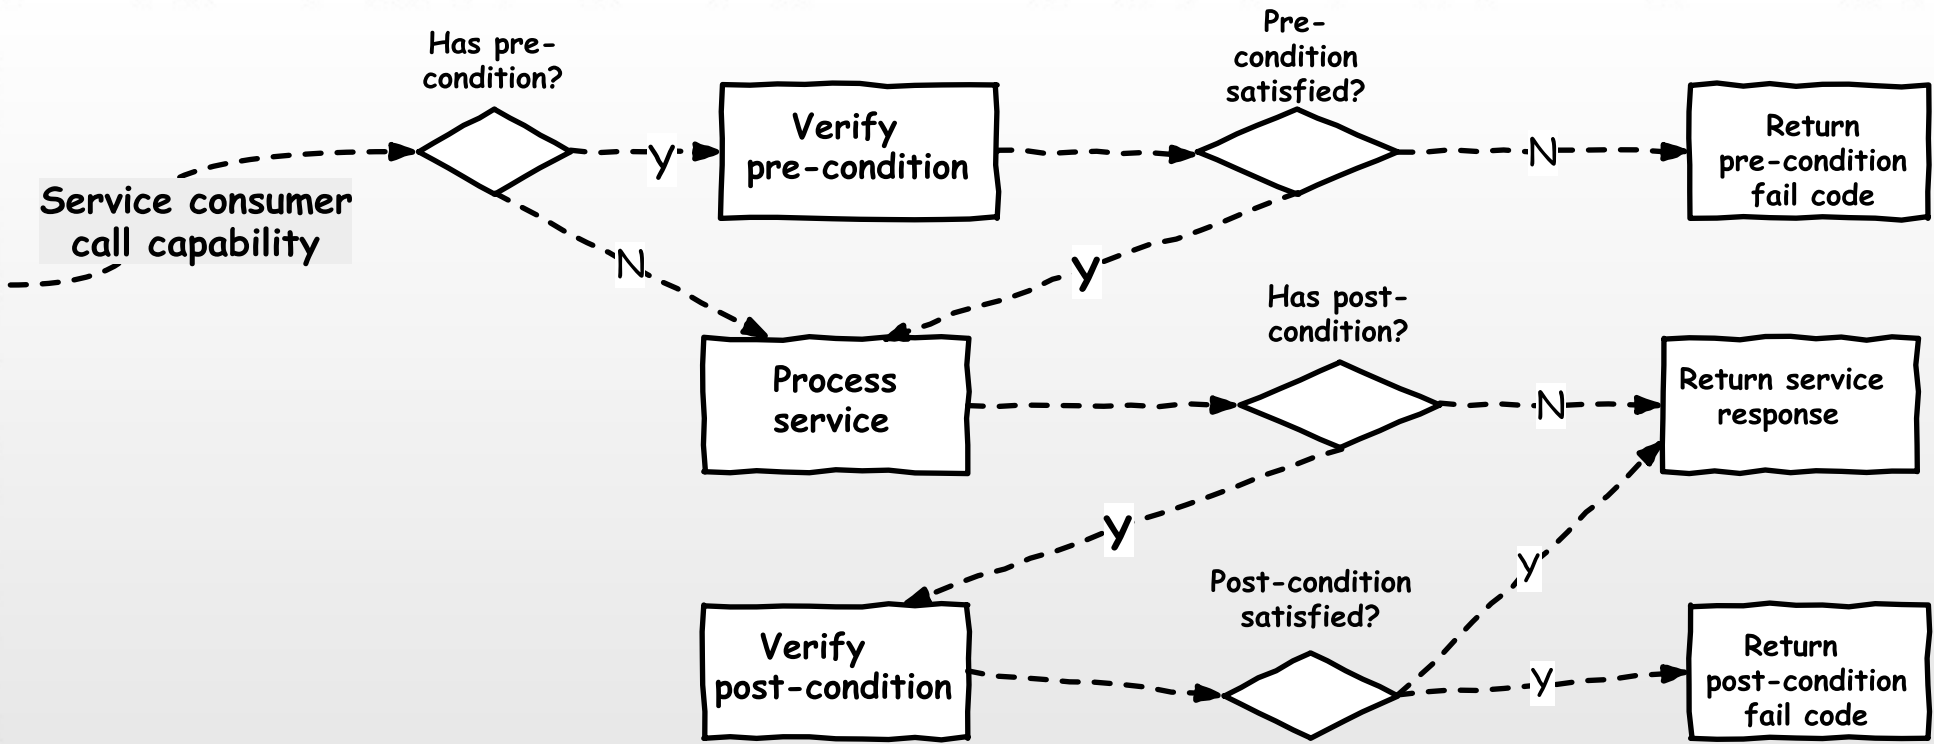 Has pre-
condition?
Pre-
condition
satisfied?
Service consumer
call capability
Y
Verify
pre-condition
N
Return
pre-condition
fail code
N
Y
Process
service
Has post-
condition?
N
Return service
response
Y
Verify
post-condition
Post-condition
satisfied?
Y
Y
Return
post-condition
fail code